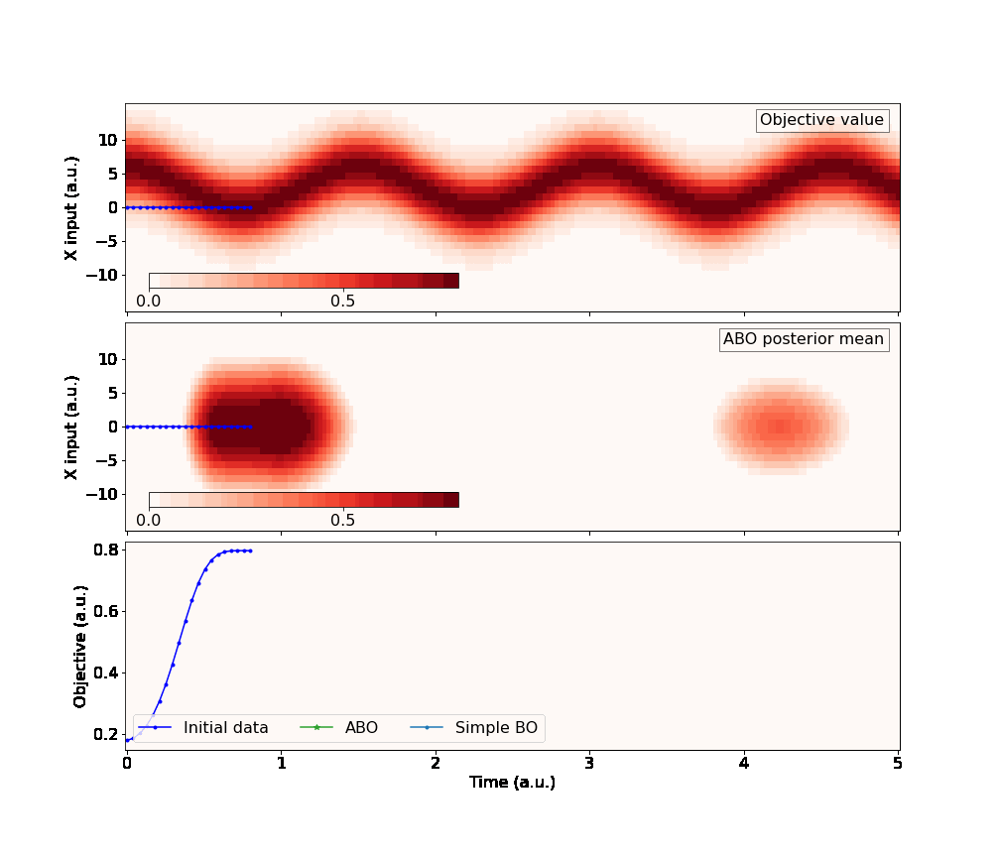 Objective value
X input (a.u.)
10
5
0
−5
−10
0.0
0.5
ABO posterior mean
X input (a.u.)
10
5
0
−5
−10
0.0
0.5
Objective (a.u.)
0.8
0.6
0.4
0.2
Initial data ABO Simple BO
0 1 2 3 4 5
Time (a.u.)